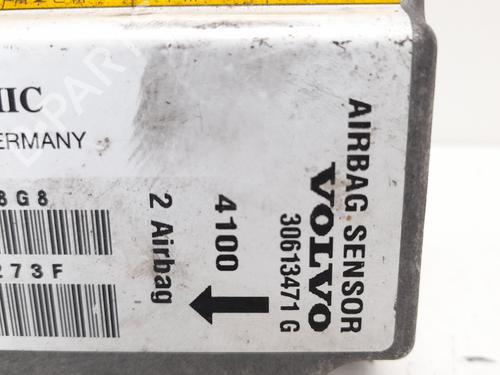 IIC
ERMANY
8G8
273F
AIRBAG SENSOR
VOLVO
30613471 G
4100
2 Airbag